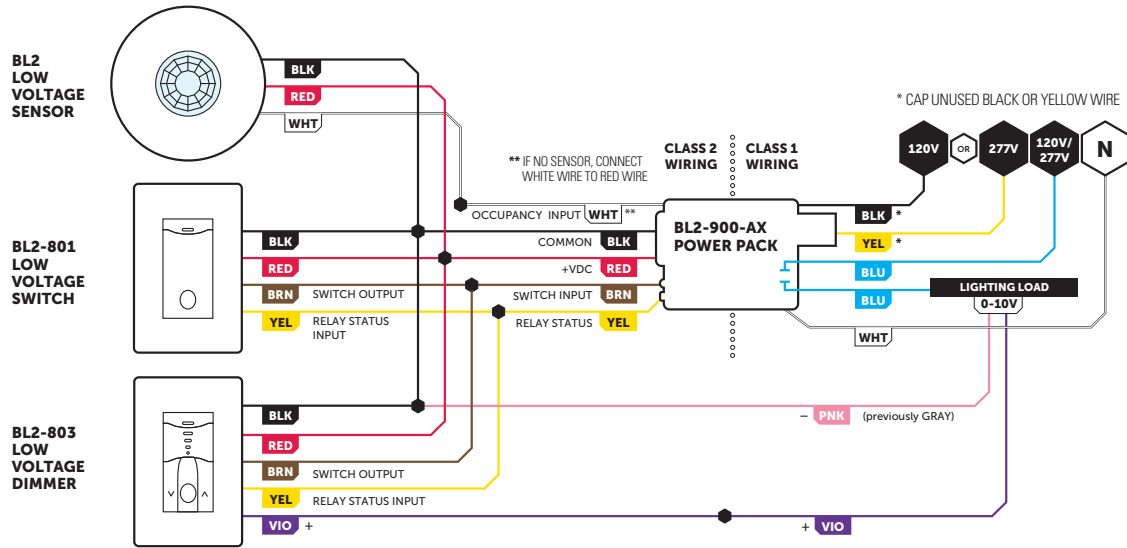 BL2
LOW
VOLTAGE
SENSOR
BLK
RED
WHT
* CAP UNUSED BLACK OR YELLOW WIRE
120V
OR
277V
120V/
277V
N
** IF NO SENSOR, CONNECT
WHITE WIRE TO RED WIRE
CLASS 2
WIRING
CLASS 1
WIRING
OCCUPANCY INPUT WHT **
BL2-900-AX
POWER PACK
BLK *
YEL *
BLU
BLU
LIGHTING LOAD
0-10V
WHT
BL2-801
LOW
VOLTAGE
SWITCH
BLK
RED
BRN SWITCH OUTPUT
YEL RELAY STATUS
INPUT
COMMON BLK
+VDC RED
SWITCH INPUT BRN
RELAY STATUS YEL
BL2-803
LOW
VOLTAGE
DIMMER
BLK
RED
BRN SWITCH OUTPUT
YEL RELAY STATUS INPUT
VIO +
– PNK (previously GRAY)
+ VIO